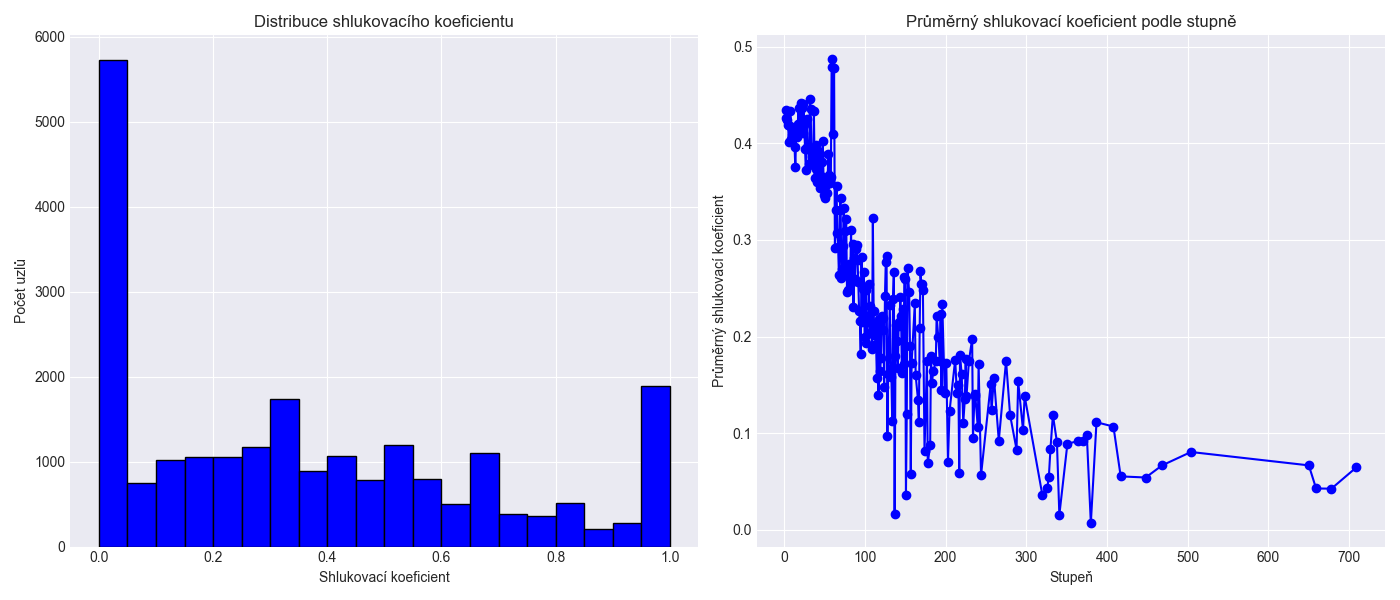 Distribuce shlukovacího koeficientu
Počet uzlů
6000
5000
4000
3000
2000
1000
0
0.0 0.2 0.4 0.6 0.8 1.0
Shlukovací koeficient
Průměrný shlukovací koeficient podle stupně
Průměrný shlukovací koeficient
0.5
0.4
0.3
0.2
0.1
0.0
0 100 200 300 400 500 600 700
Stupeň